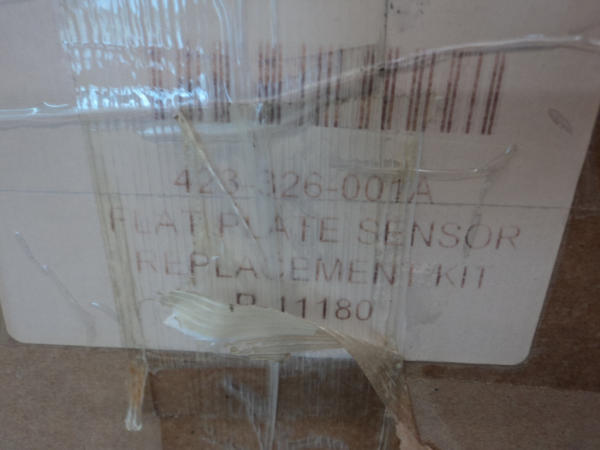 423-326-001A
FLAT PLATE SENSOR
REPLACEMENT KIT
11180